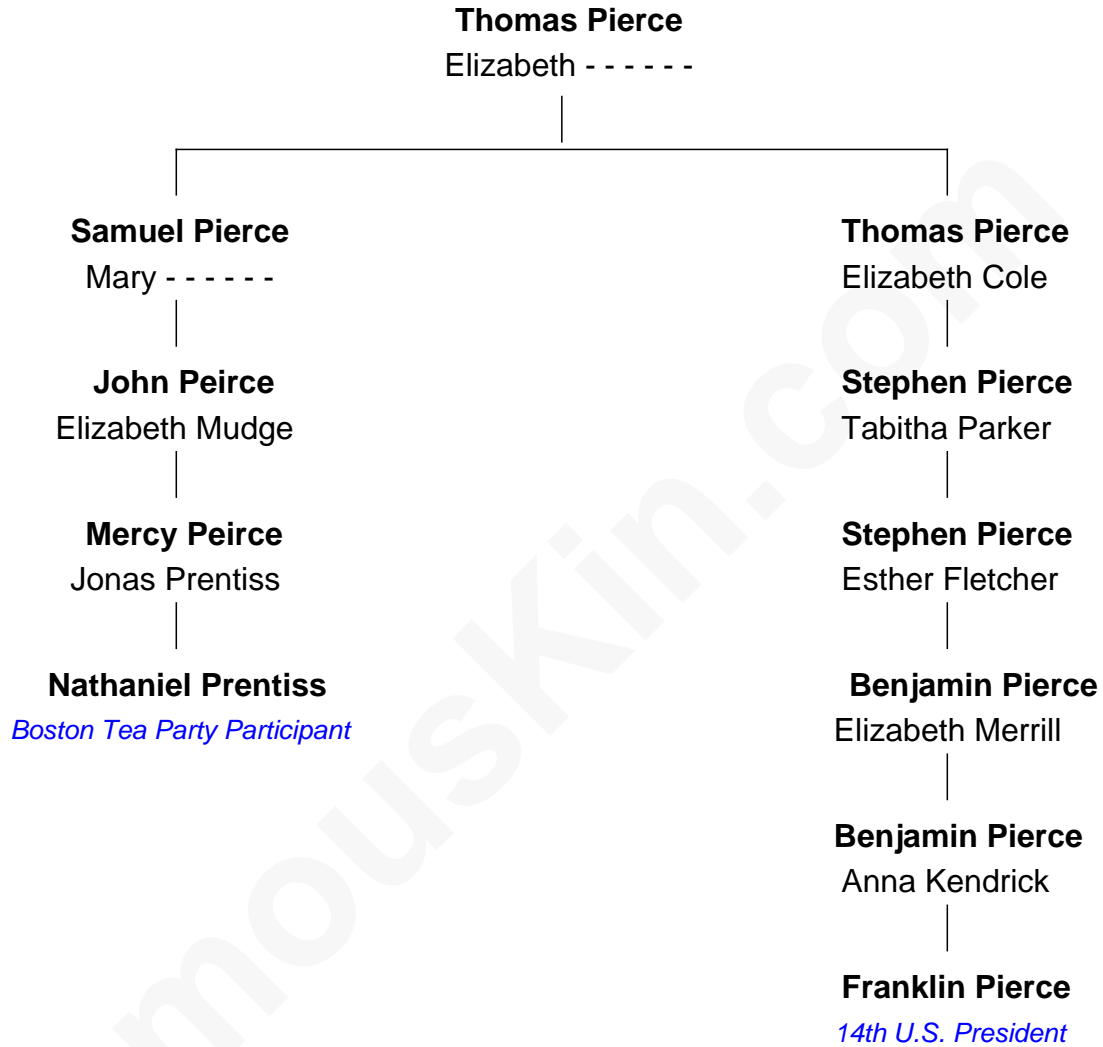 Thomas Pierce
Elizabeth - - - - - -
Samuel Pierce
Mary - - - - - -
John Peirce
Elizabeth Mudge
Mercy Peirce
Jonas Prentiss
Nathaniel Prentiss
Boston Tea Party Participant
Thomas Pierce
Elizabeth Cole
Stephen Pierce
Tabitha Parker
Stephen Pierce
Esther Fletcher
Benjamin Pierce
Elizabeth Merrill
Benjamin Pierce
Anna Kendrick
Franklin Pierce
14th U.S. President
mouskin.com